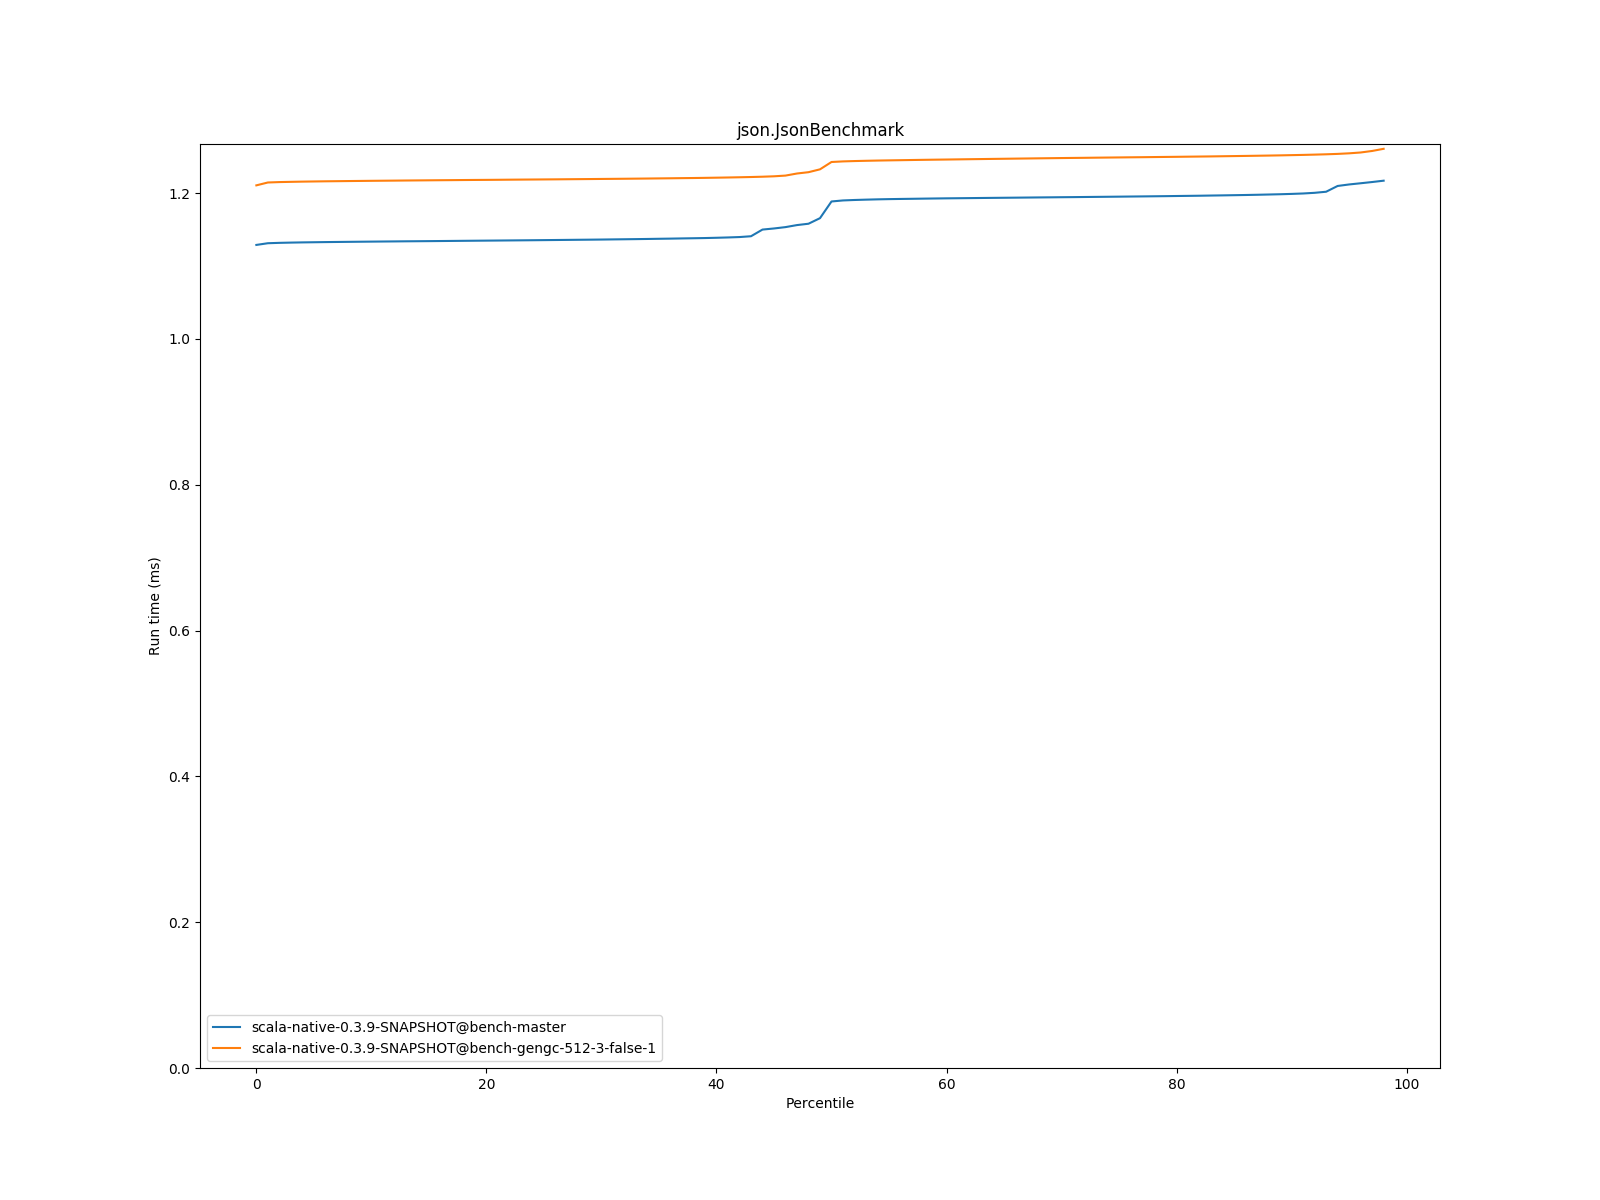 json.JsonBenchmark
1.2
1.0
0.8
0.6
0.4
0.2
0.0
Run time (ms)
scala-native-0.3.9-SNAPSHOT@bench-master
scala-native-0.3.9-SNAPSHOT@bench-gengc-512-3-false-1
0 20 40 60 80 100
Percentile